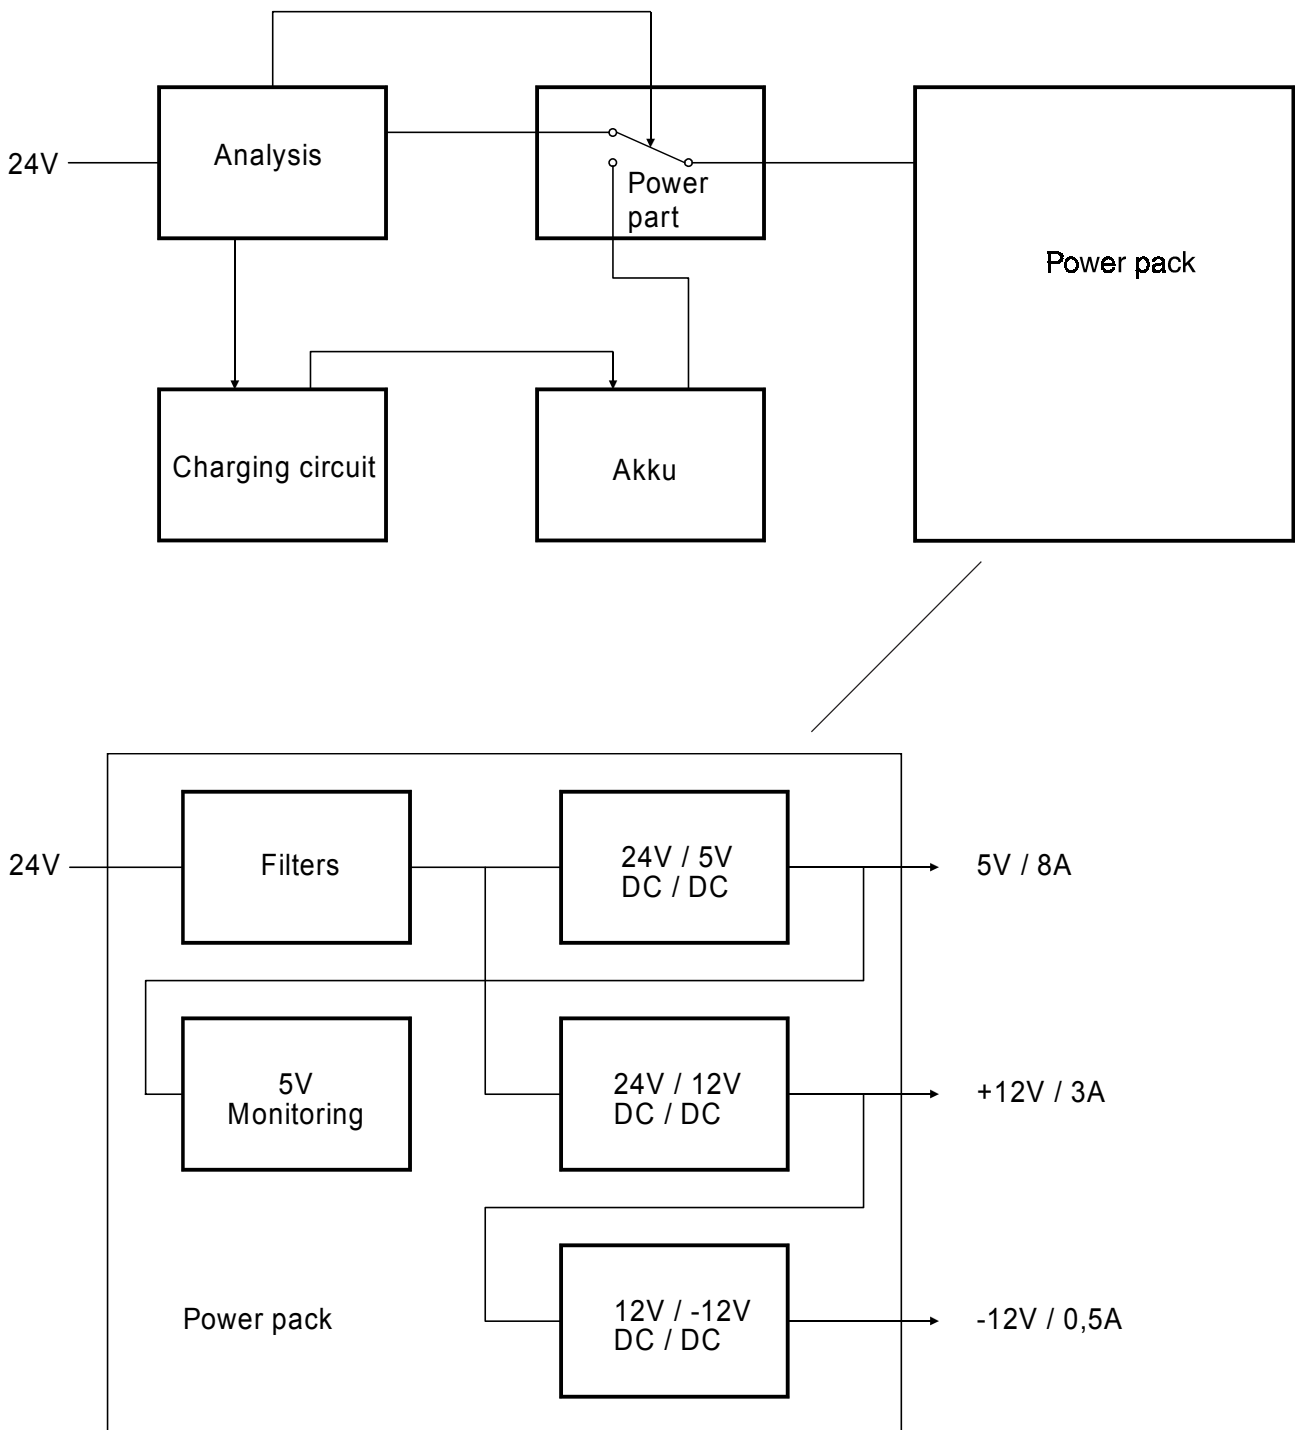 24V
Analysis
Power
part
Power pack
Charging circuit
Akku
24V
Filters
24V / 5V
DC / DC
5V / 8A
5V
Monitoring
24V / 12V
DC / DC
+12V / 3A
Power pack
12V / -12V
DC / DC
-12V / 0,5A